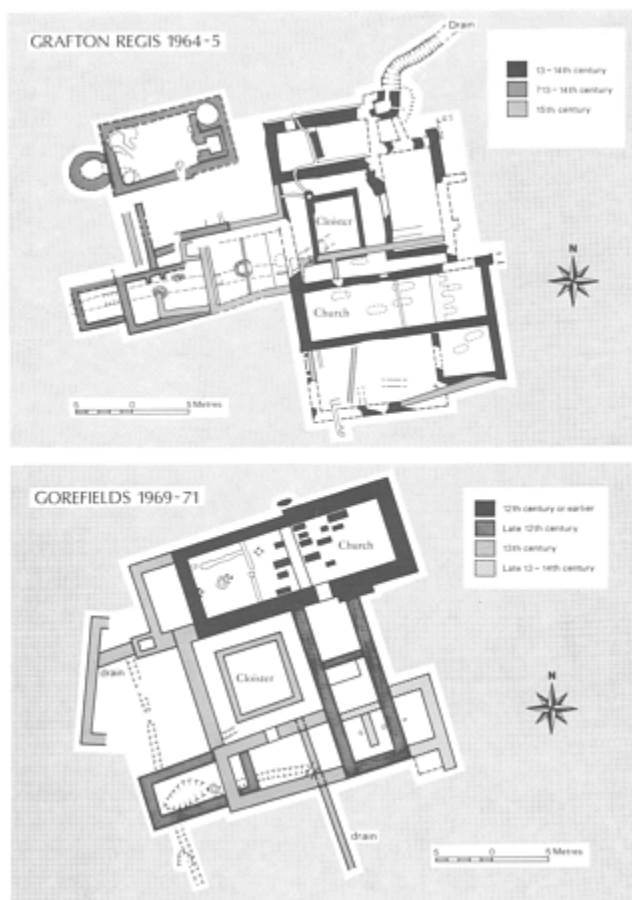 GRAFTON REGIS 1964-5
Drain
13-14th century
?13-14th century
15th century
Cloister
N
Church
5 0 5 Metres
GOREFIELDS 1969-71
12th century or earlier
Late 12th century
13th century
Late 13-14th century
Church
Cloister
drain
N
drain
5 0 5 Metres